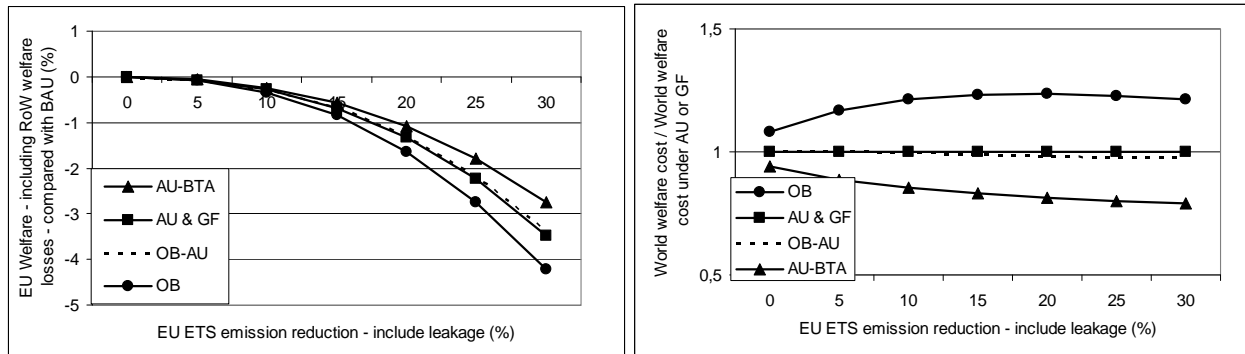 EU Welfare - including RoW welfare
losses - compared with BAU (%)
1
0
-1
-2
-3
-4
-5
0 5 10 15 20 25 30
AU-BTA
AU & GF
OB-AU
OB
EU ETS emission reduction - include leakage (%)
World welfare cost / World welfare
cost under AU or GF
1,5
1
0,5
OB
AU & GF
OB-AU
AU-BTA
0 5 10 15 20 25 30
EU ETS emission reduction - include leakage (%)